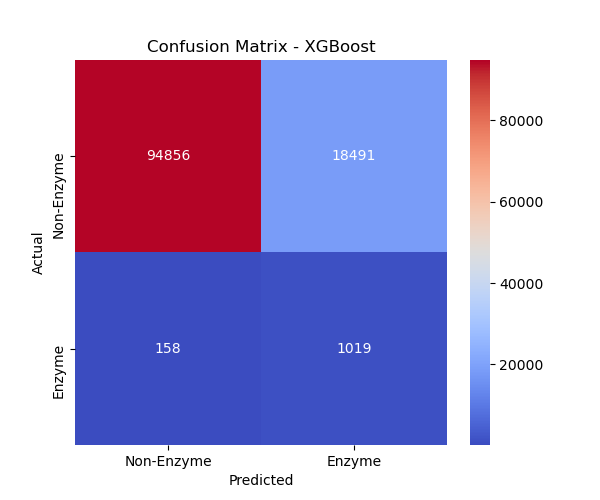 Confusion Matrix - XGBoost
Actual
Non-Enzyme
Enzyme
94856
18491
158
1019
Non-Enzyme
Enzyme
Predicted
80000
60000
40000
20000